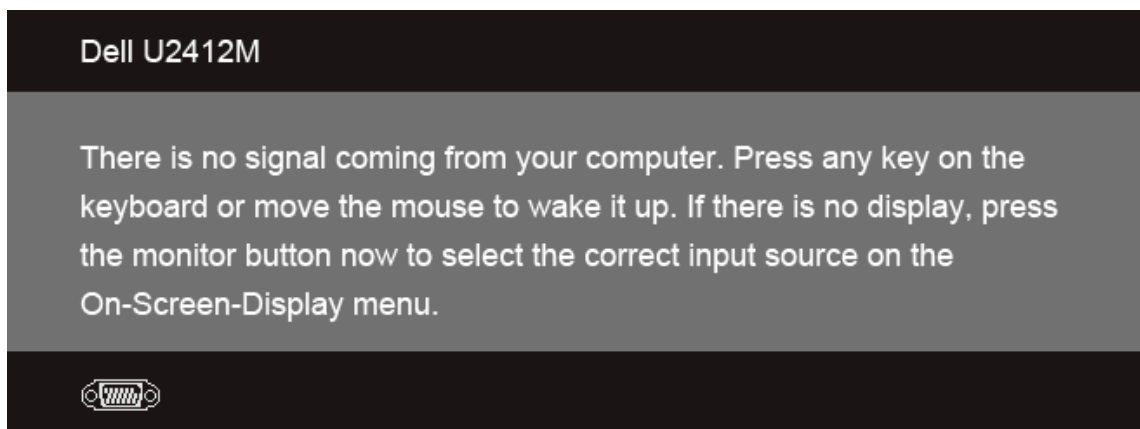 Dell U2412M
There is no signal coming from your computer. Press any key on the
keyboard or move the mouse to wake it up. If there is no display, press
the monitor button now to select the correct input source on the
On-Screen-Display menu.